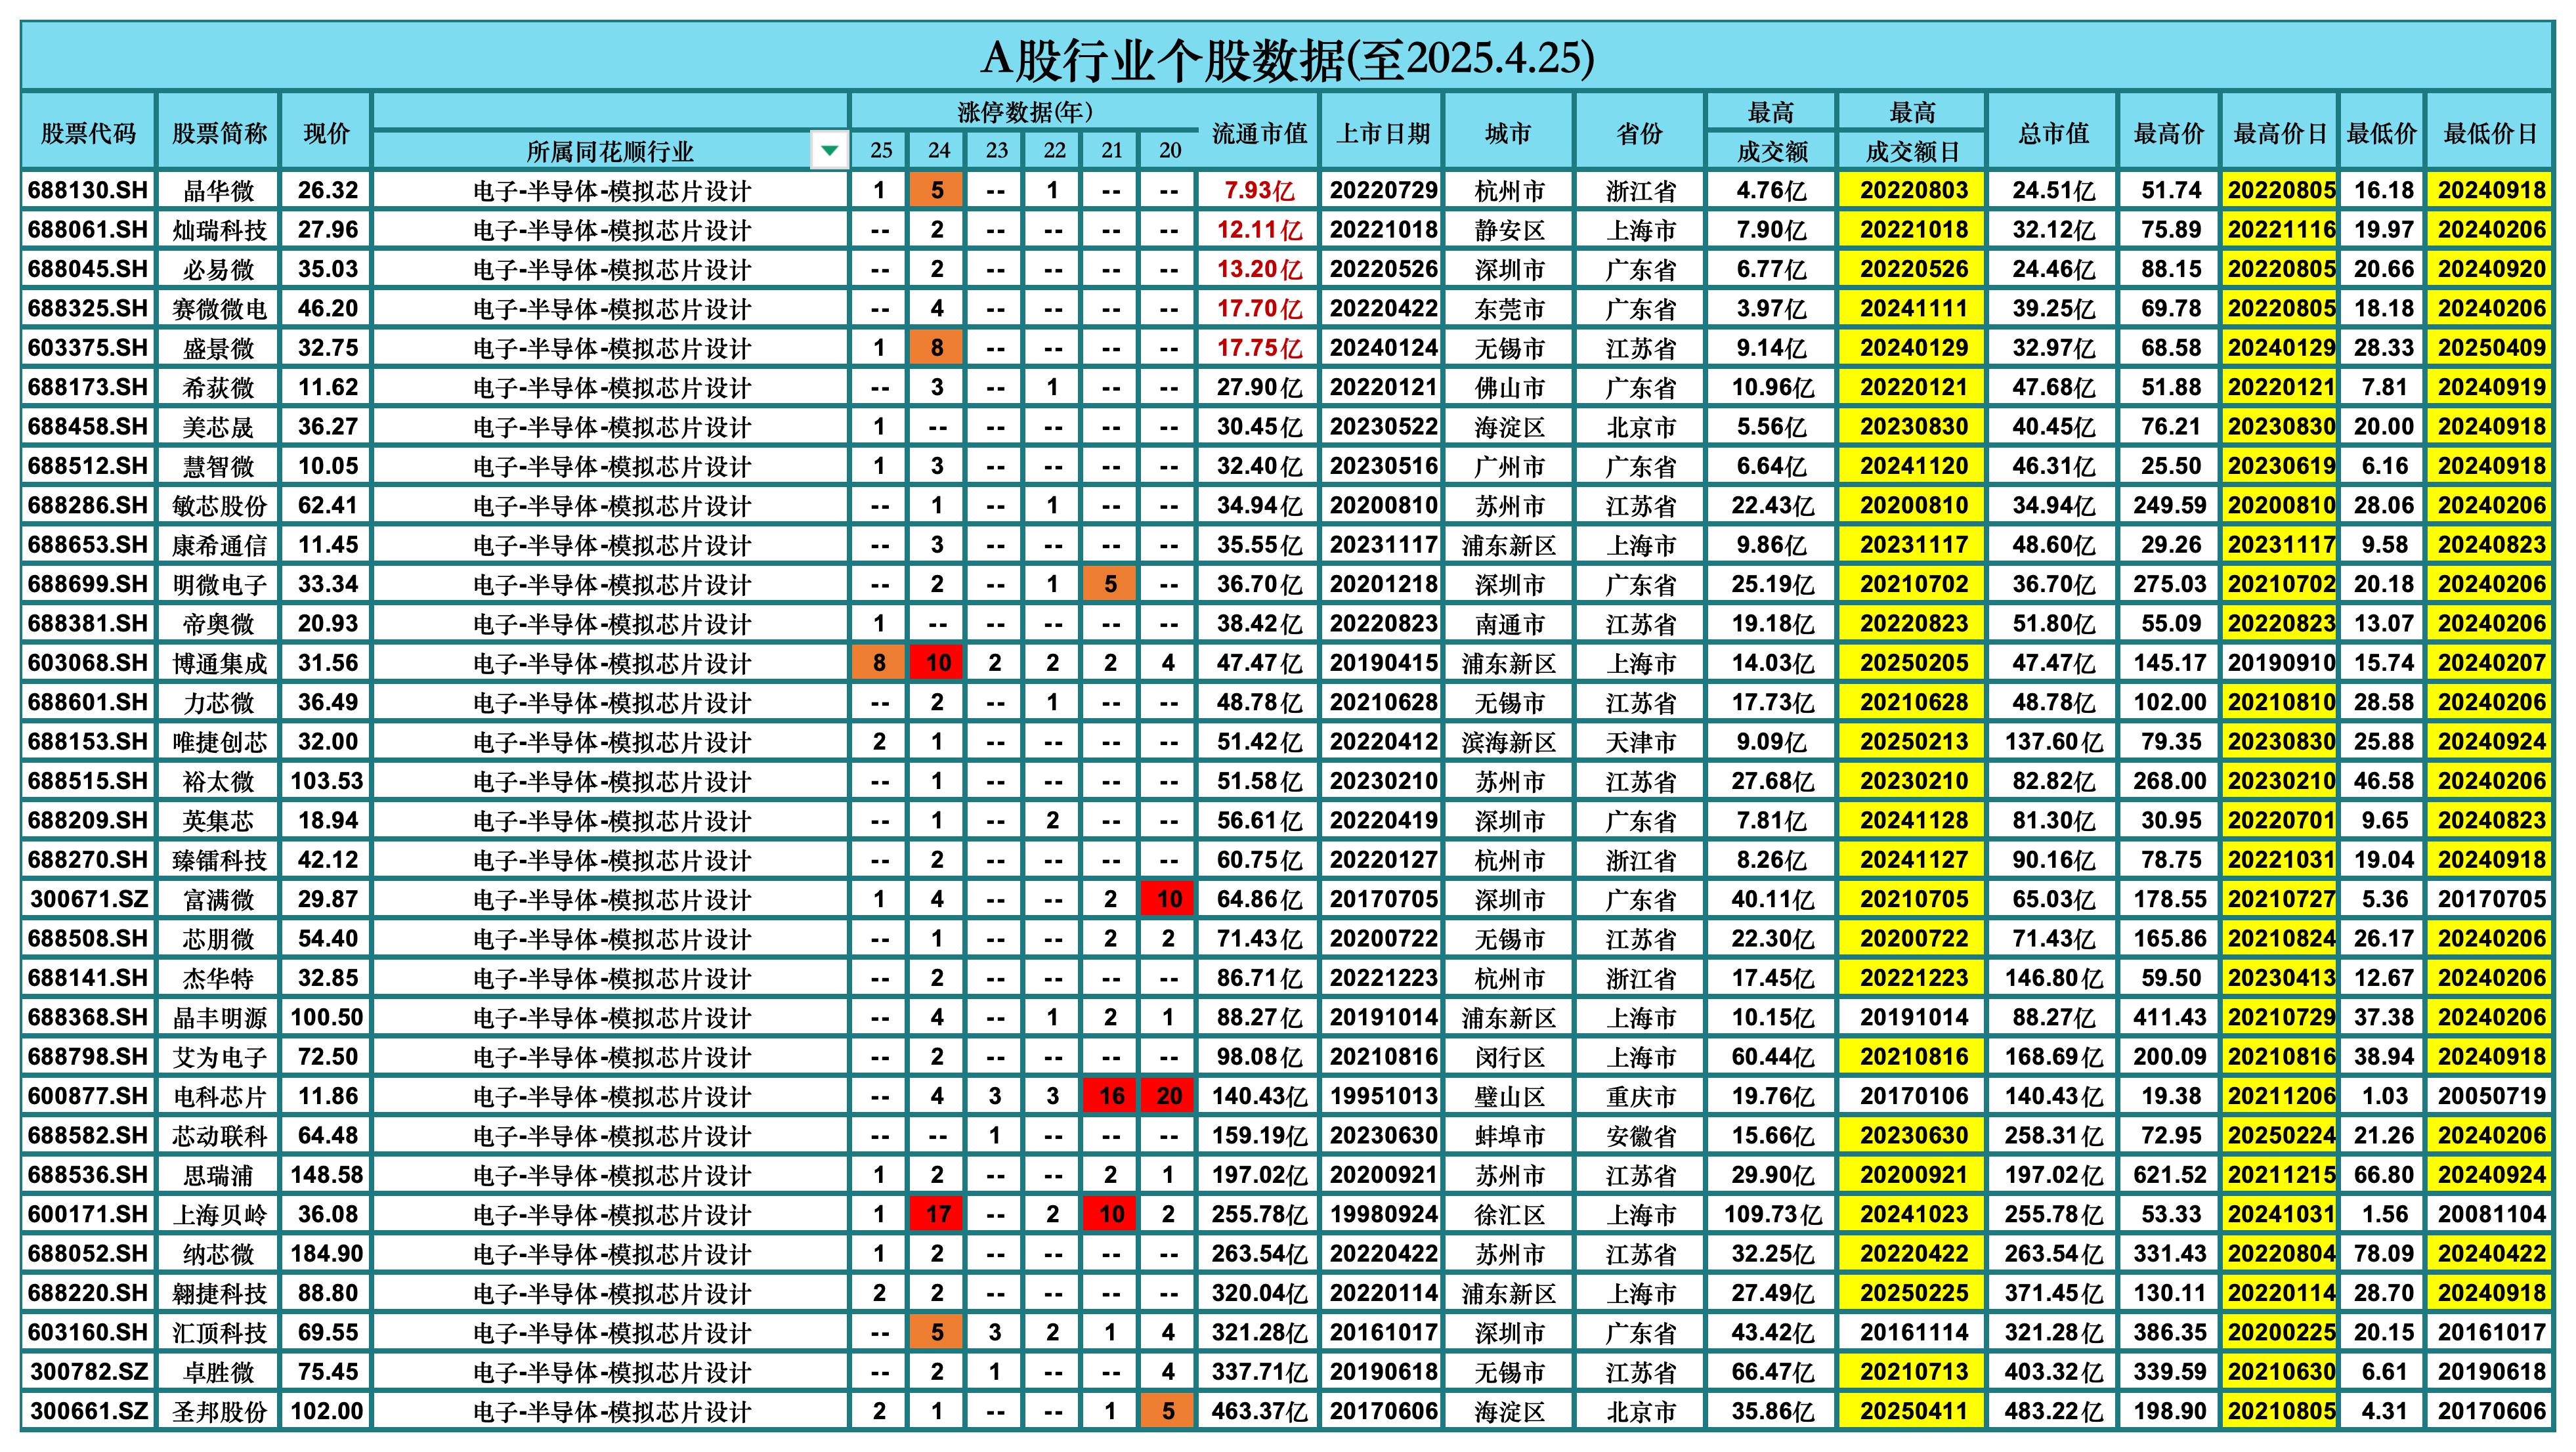 A股行业个股数据(至2025.4.25)
股票代码 股票简称 现价 所属同花顺行业 涨停数据(年) 流通市值 上市日期 城市 省份 最高 最高 总市值 最高价 最高价日 最低价 最低价日
25 24 23 22 21 20 成交额 成交额日
688130.SH 晶华微 26.32 电子-半导体-模拟芯片设计 1 5 -- 1 -- -- 7.93亿 20220729 杭州市 浙江省 4.76亿 20220803 24.51亿 51.74 20220805 16.18 20240918
688061.SH 灿瑞科技 27.96 电子-半导体-模拟芯片设计 -- 2 -- -- -- -- 12.11亿 20221018 静安区 上海市 7.90亿 20221018 32.12亿 75.89 20221116 19.97 20240206
688045.SH 必易微 35.03 电子-半导体-模拟芯片设计 -- 2 -- -- -- -- 13.20亿 20220526 深圳市 广东省 6.77亿 20220526 24.46亿 88.15 20220805 20.66 20240920
688325.SH 赛微微电 46.20 电子-半导体-模拟芯片设计 -- 4 -- -- -- -- 17.70亿 20220422 东莞市 广东省 3.97亿 20241111 39.25亿 69.78 20220805 18.18 20240206
603375.SH 盛景微 32.75 电子-半导体-模拟芯片设计 1 8 -- -- -- -- 17.75亿 20240124 无锡市 江苏省 9.14亿 20240129 32.97亿 68.58 20240129 28.33 20250409
688173.SH 希荻微 11.62 电子-半导体-模拟芯片设计 -- 3 -- 1 -- -- 27.90亿 20220121 佛山市 广东省 10.96亿 20220121 47.68亿 51.88 20220121 7.81 20240919
688458.SH 美芯晟 36.27 电子-半导体-模拟芯片设计 1 -- -- -- -- -- 30.45亿 20230522 海淀区 北京市 5.56亿 20230830 40.45亿 76.21 20230830 20.00 20240918
688512.SH 慧智微 10.05 电子-半导体-模拟芯片设计 1 3 -- -- -- -- 32.40亿 20230516 广州市 广东省 6.64亿 20241120 46.31亿 25.50 20230619 6.16 20240918
688286.SH 敏芯股份 62.41 电子-半导体-模拟芯片设计 -- 1 -- 1 -- -- 34.94亿 20200810 苏州市 江苏省 22.43亿 20200810 34.94亿 249.59 20200810 28.06 20240206
688653.SH 康希通信 11.45 电子-半导体-模拟芯片设计 -- 3 -- -- -- -- 35.55亿 20231117 浦东新区 上海市 9.86亿 20231117 48.60亿 29.26 20231117 9.58 20240823
688699.SH 明微电子 33.34 电子-半导体-模拟芯片设计 -- 2 -- 1 5 -- 36.70亿 20201218 深圳市 广东省 25.19亿 20210702 36.70亿 275.03 20210702 20.18 20240206
688381.SH 帝奥微 20.93 电子-半导体-模拟芯片设计 1 -- -- -- -- -- 38.42亿 20220823 南通市 江苏省 19.18亿 20220823 51.80亿 55.09 20220823 13.07 20240206
603068.SH 博通集成 31.56 电子-半导体-模拟芯片设计 8 10 2 2 2 4 47.47亿 20190415 浦东新区 上海市 14.03亿 20250205 47.47亿 145.17 20190910 15.74 20240207
688601.SH 力芯微 36.49 电子-半导体-模拟芯片设计 -- 2 -- 1 -- -- 48.78亿 20210628 无锡市 江苏省 17.73亿 20210628 48.78亿 102.00 20210810 28.58 20240206
688153.SH 唯捷创芯 32.00 电子-半导体-模拟芯片设计 2 1 -- -- -- -- 51.42亿 20220412 滨海新区 天津市 9.09亿 20250213 137.60亿 79.35 20230830 25.88 20240924
688515.SH 裕太微 103.53 电子-半导体-模拟芯片设计 -- 1 -- -- -- -- 51.58亿 20230210 苏州市 江苏省 27.68亿 20230210 82.82亿 268.00 20230210 46.58 20240206
688209.SH 英集芯 18.94 电子-半导体-模拟芯片设计 -- 1 -- 2 -- -- 56.61亿 20220419 深圳市 广东省 7.81亿 20241128 81.30亿 30.95 20220701 9.65 20240823
688270.SH 臻镭科技 42.12 电子-半导体-模拟芯片设计 -- 2 -- -- -- -- 60.75亿 20220127 杭州市 浙江省 8.26亿 20241127 90.16亿 78.75 20221031 19.04 20240918
300671.SZ 富满微 29.87 电子-半导体-模拟芯片设计 1 4 -- -- 2 10 64.86亿 20170705 深圳市 广东省 40.11亿 20210705 65.03亿 178.55 20210727 5.36 20170705
688508.SH 芯朋微 54.40 电子-半导体-模拟芯片设计 -- 1 -- -- 2 2 71.43亿 20200722 无锡市 江苏省 22.30亿 20200722 71.43亿 165.86 20210824 26.17 20240206
688141.SH 杰华特 32.85 电子-半导体-模拟芯片设计 -- 2 -- -- -- -- 86.71亿 20221223 杭州市 浙江省 17.45亿 20221223 146.80亿 59.50 20230413 12.67 20240206
688368.SH 晶丰明源 100.50 电子-半导体-模拟芯片设计 -- 4 -- 1 2 1 88.27亿 20191014 浦东新区 上海市 10.15亿 20191014 88.27亿 411.43 20210729 37.38 20240206
688798.SH 艾为电子 72.50 电子-半导体-模拟芯片设计 -- 2 -- -- -- -- 98.08亿 20210816 闵行区 上海市 60.44亿 20210816 168.69亿 200.09 20210816 38.94 20240918
600877.SH 电科芯片 11.86 电子-半导体-模拟芯片设计 -- 4 3 3 16 20 140.43亿 19951013 璧山区 重庆市 19.76亿 20170106 140.43亿 19.38 20211206 1.03 20050719
688582.SH 芯动联科 64.48 电子-半导体-模拟芯片设计 -- -- 1 -- -- -- 159.19亿 20230630 蚌埠市 安徽省 15.66亿 20230630 258.31亿 72.95 20250224 21.26 20240206
688536.SH 思瑞浦 148.58 电子-半导体-模拟芯片设计 1 2 -- -- 2 1 197.02亿 20200921 苏州市 江苏省 29.90亿 20200921 197.02亿 621.52 20211215 66.80 20240924
600171.SH 上海贝岭 36.08 电子-半导体-模拟芯片设计 1 17 -- 2 10 2 255.78亿 19980924 徐汇区 上海市 109.73亿 20241023 255.78亿 53.33 20241031 1.56 20081104
688052.SH 纳芯微 184.90 电子-半导体-模拟芯片设计 1 2 -- -- -- -- 263.54亿 20220422 苏州市 江苏省 32.25亿 20220422 263.54亿 331.43 20220804 78.09 20240422
688220.SH 翱捷科技 88.80 电子-半导体-模拟芯片设计 2 2 -- -- -- -- 320.04亿 20220114 浦东新区 上海市 27.49亿 20250225 371.45亿 130.11 20220114 28.70 20240918
603160.SH 汇顶科技 69.55 电子-半导体-模拟芯片设计 -- 5 3 2 1 4 321.28亿 20161017 深圳市 广东省 43.42亿 20161114 321.28亿 386.35 20200225 20.15 20161017
300782.SZ 卓胜微 75.45 电子-半导体-模拟芯片设计 -- 2 1 -- -- 4 337.71亿 20190618 无锡市 江苏省 66.47亿 20210713 403.32亿 339.59 20210630 6.61 20190618
300661.SZ 圣邦股份 102.00 电子-半导体-模拟芯片设计 2 1 -- -- 1 5 463.37亿 20170606 海淀区 北京市 35.86亿 20250411 483.22亿 198.90 20210805 4.31 20170606